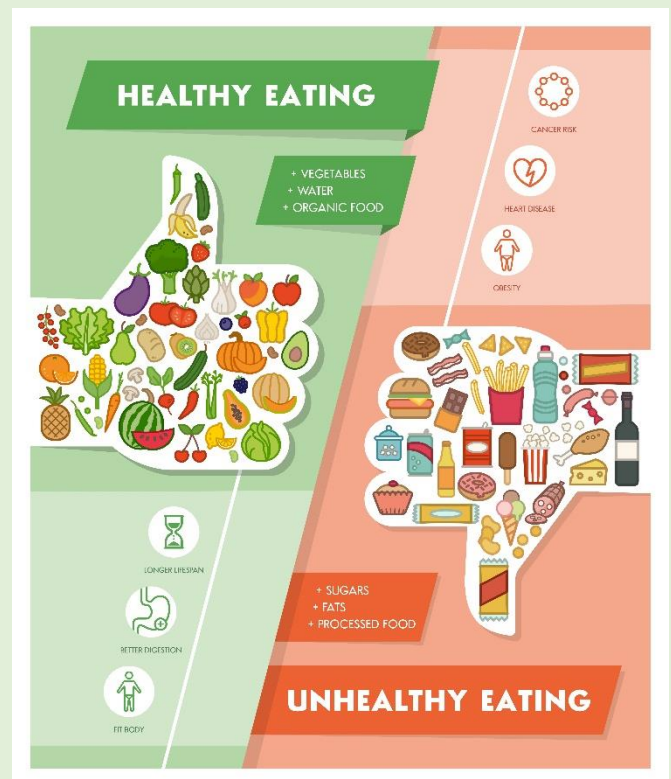 HEALTHY EATING
+ VEGETABLES
+ WATER
+ ORGANIC FOOD
CANCER RISK
HEART DISEASE
OBESITY
LONGER LIFESPAN
BETTER DIGESTION
FIT BODY
+ SUGARS
+ FATS
+ PROCESSED FOOD
UNHEALTHY EATING